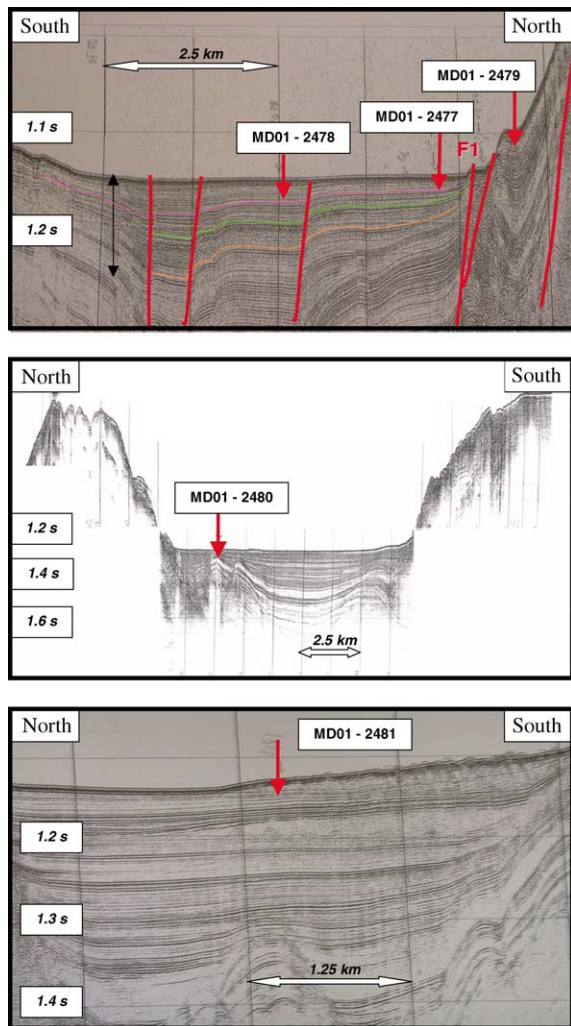 South
North
2.5 km
MD01 - 2479
1.1 s
MD01 - 2477
MD01 - 2478
F1
1.2 s
North
South
MD01 - 2480
1.2 s
1.4 s
1.6 s
2.5 km
North
South
MD01 - 2481
1.2 s
1.3 s
1.25 km
1.4 s